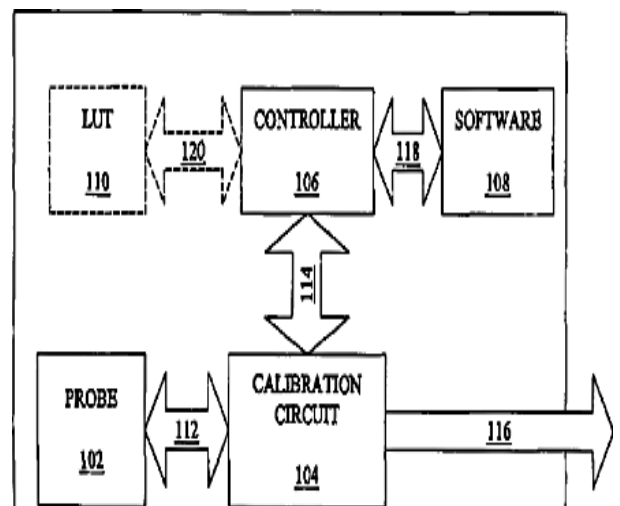 LUT
110
120
CONTROLLER
106
118
SOFTWARE
108
114
PROBE
102
112
CALIBRATION
CIRCUIT
104
116